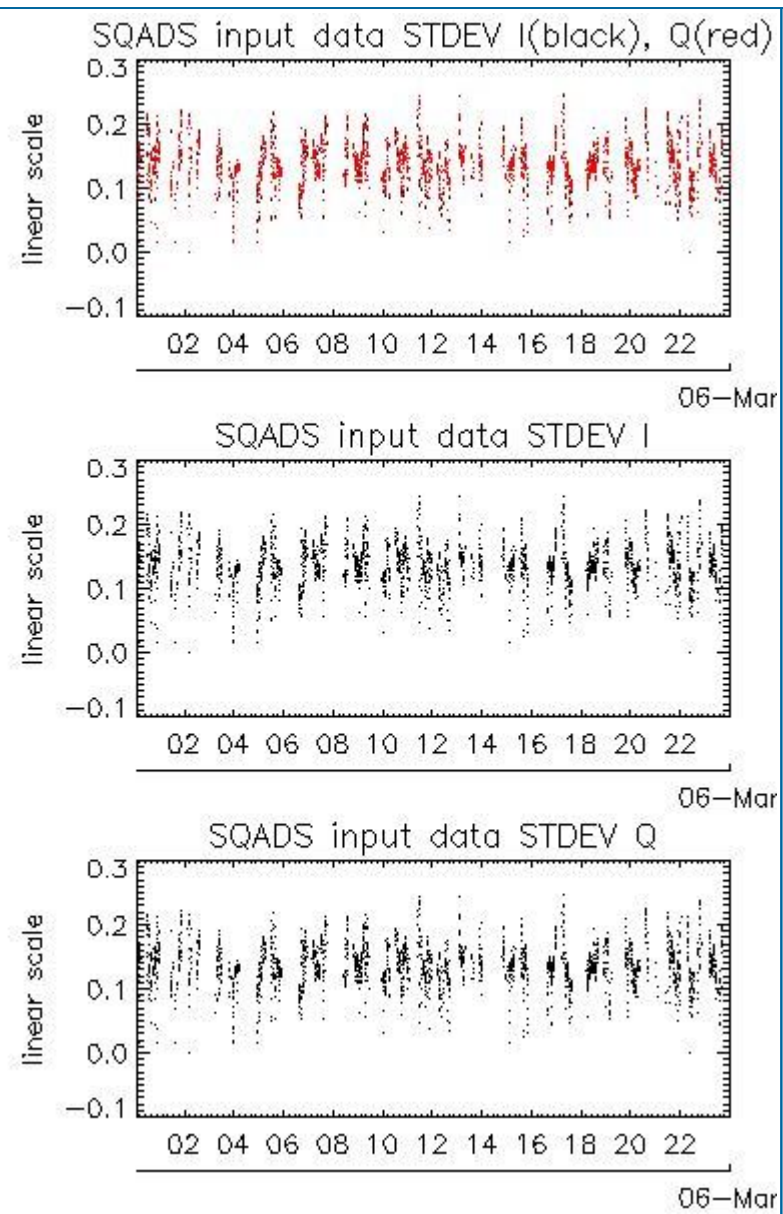 SQADS input data STDEV I(black), Q(red)
0.3
0.2
0.1
0.0
−0.1
linear scale
02 04 06 08 10 12 14 16 18 20 22
06−Mar
SQADS input data STDEV I
0.3
0.2
0.1
0.0
−0.1
linear scale
02 04 06 08 10 12 14 16 18 20 22
06−Mar
SQADS input data STDEV Q
0.3
0.2
0.1
0.0
−0.1
linear scale
02 04 06 08 10 12 14 16 18 20 22
06−Mar